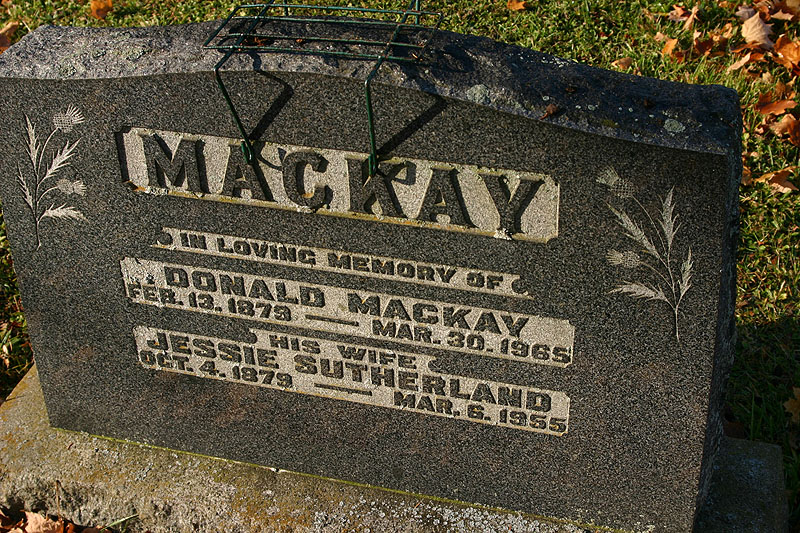 MACKAY
IN LOVING MEMORY OF
DONALD MACKAY
FEB. 13. 1873 — MAR. 30. 1965
HIS WIFE
JESSIE SUTHERLAND
OCT. 4. 1879 — MAR. 6. 1955